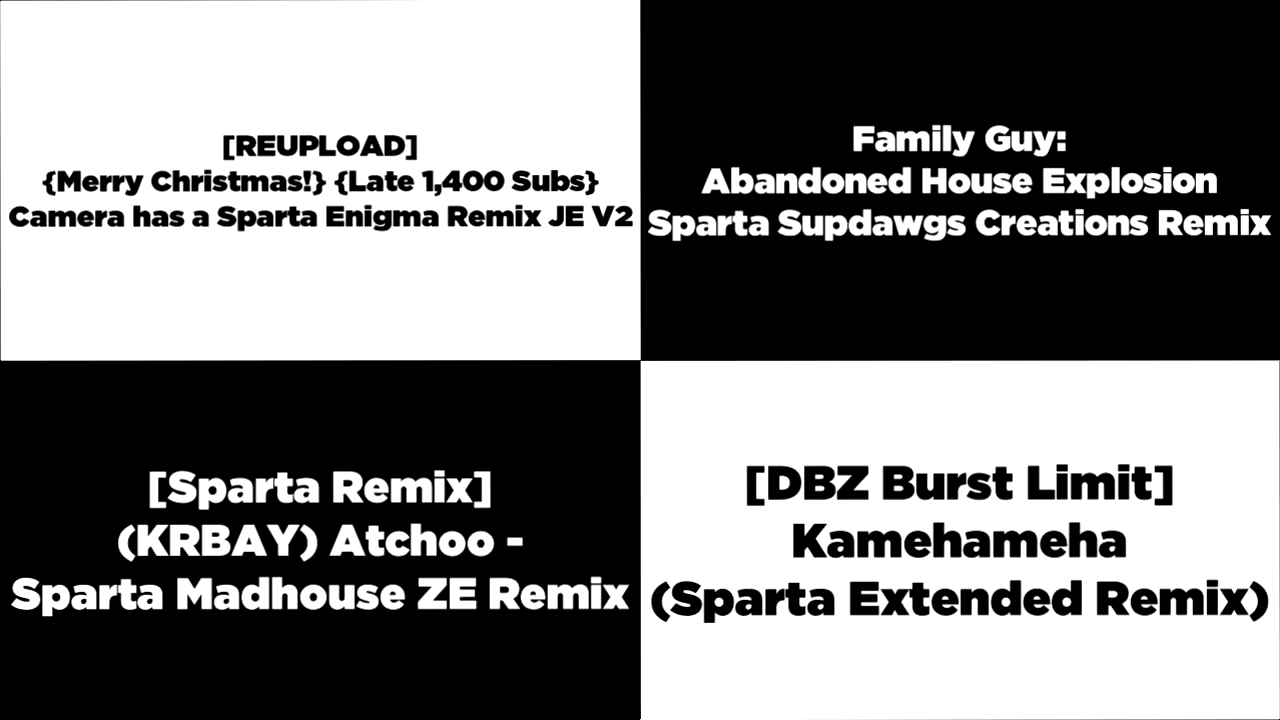 [REUPLOAD]
{Merry Christmas!} {Late 1,400 Subs}
Camera has a Sparta Enigma Remix JE V2
Family Guy:
Abandoned House Explosion
Sparta Supdawgs Creations Remix
[Sparta Remix]
(KRBAY) Atchoo -
Sparta Madhouse ZE Remix
[DBZ Burst Limit]
Kamehameha
(Sparta Extended Remix)